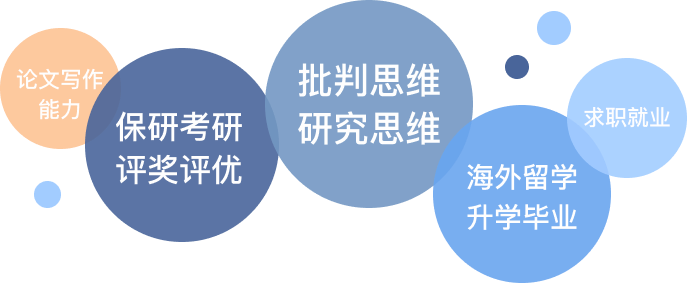 论文写作
能力
保研考研
评奖评优
批判思维
研究思维
海外留学
升学毕业
求职就业